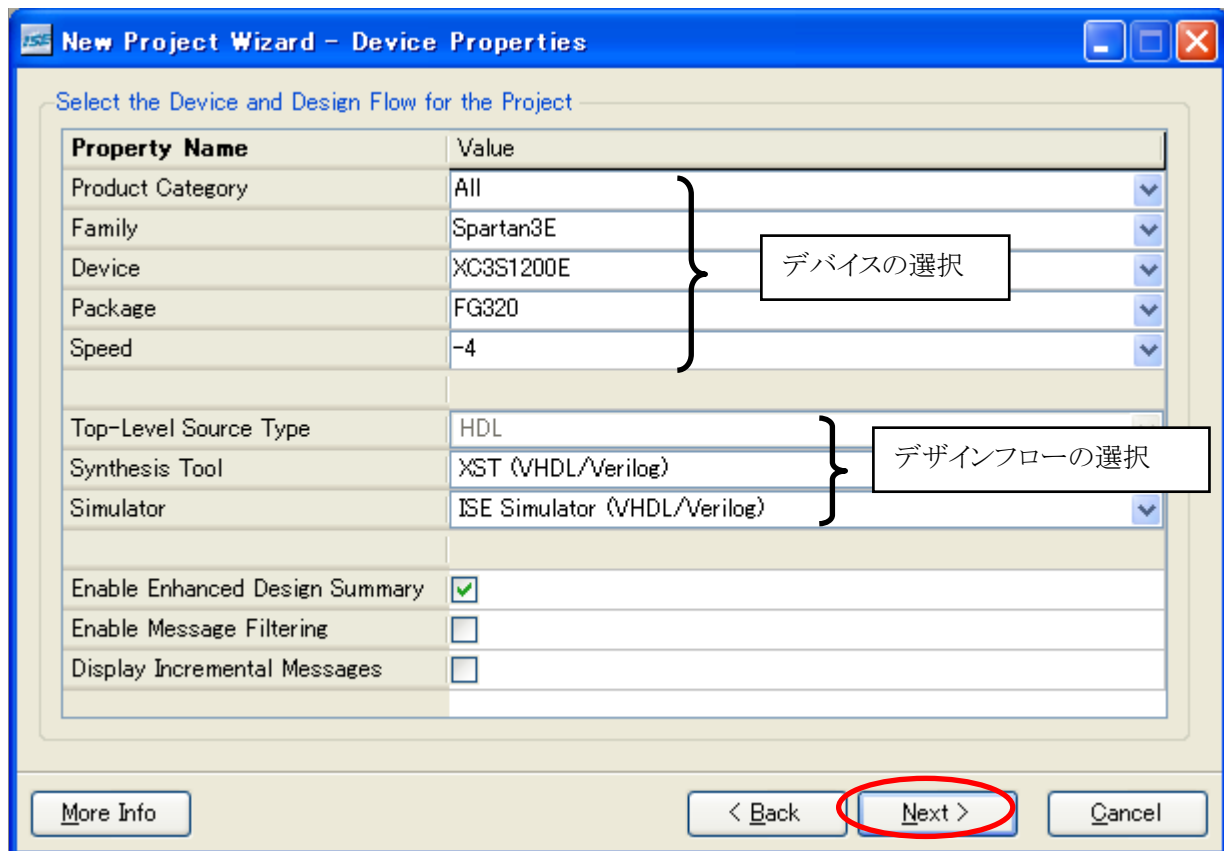 ISE New Project Wizard - Device Properties
Select the Device and Design Flow for the Project
Property Name Value
Product Category All
Family Spartan3E
Device XC3S1200E
Package FG320
Speed -4
デバイスの選択
Top-Level Source Type HDL
Synthesis Tool XST (VHDL/Verilog)
Simulator ISE Simulator (VHDL/Verilog)
デザインフローの選択
Enable Enhanced Design Summary
Enable Message Filtering
Display Incremental Messages
More Info < Back Next > Cancel